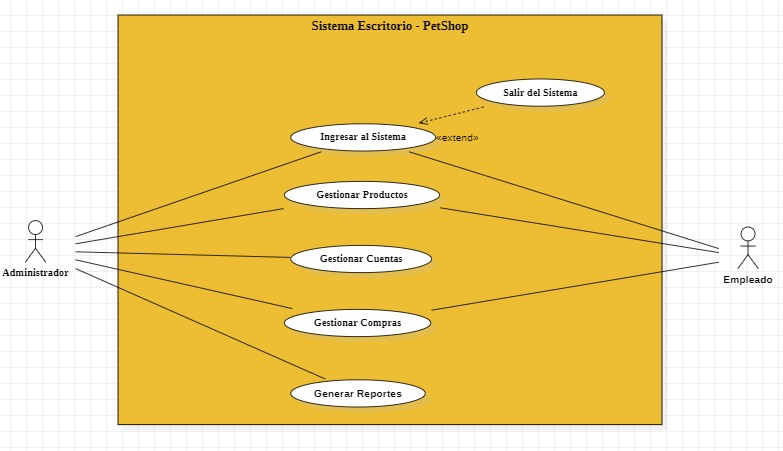 Sistema Escritorio - PetShop
Salir del Sistema
Ingresar al Sistema
«extend»
Gestionar Productos
Gestionar Cuentas
Administrador
Empleado
Gestionar Compras
Generar Reportes